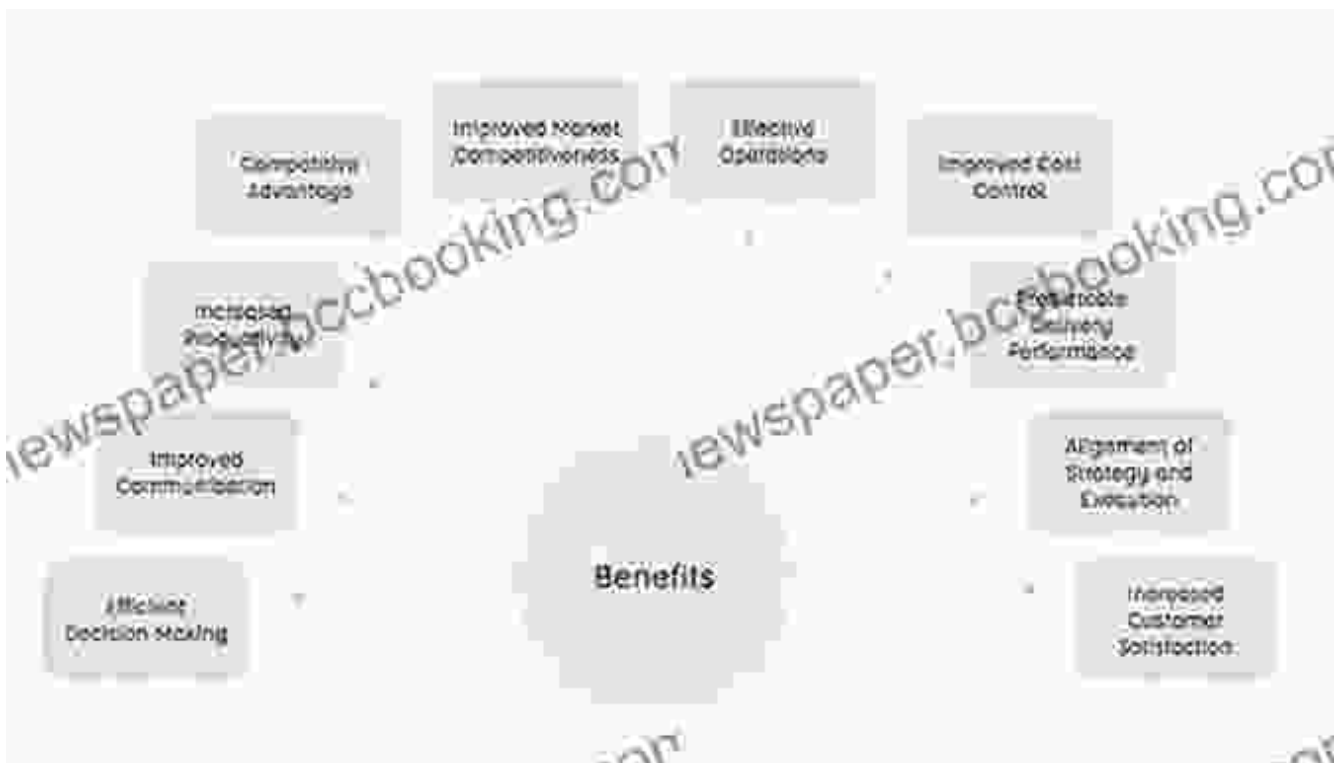 Improved Market
Competitiveness
Effective
Operations
Competitive
Advantage
Improved Cost
Control
Increased
Productivity
Predictable
Delivery
Performance
Improved
Communication
Alignment of
Strategy and
Execution
Efficient
Decision Making
Benefits
Increased
Customer
Satisfaction
newspaper.bccbooking.com
newspaper.bccbooking.com